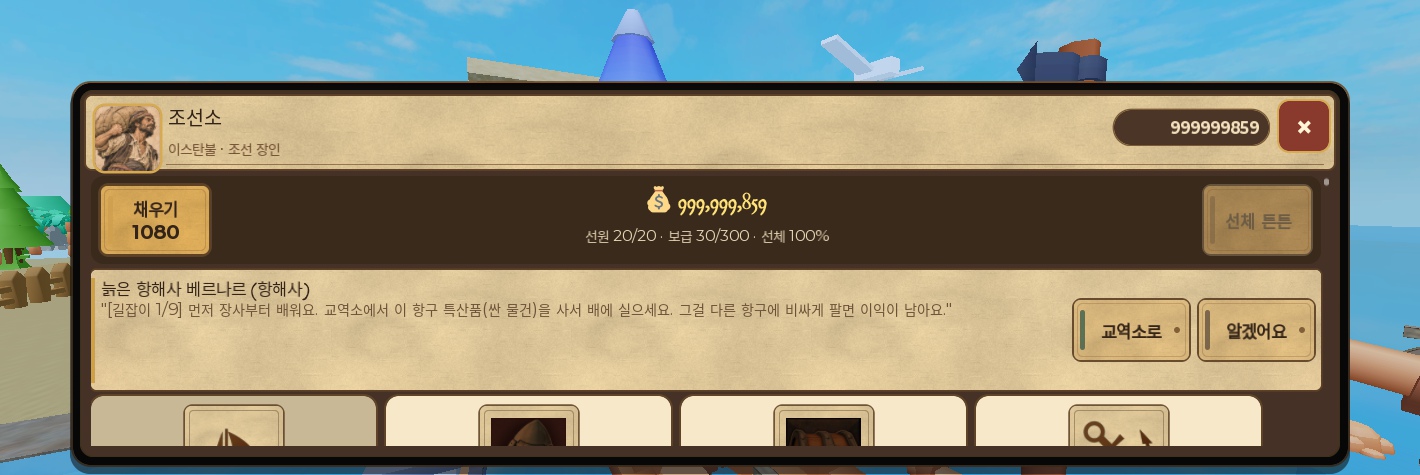 조선소
이스탄불 · 조선 장인
999999859
×
채우기
1080
999,999,859
선원 20/20 · 보급 30/300 · 선체 100%
선체 튼튼
늙은 항해사 베르나르 (항해사)
"[길잡이 1/9] 먼저 장사부터 배워요. 교역소에서 이 항구 특산품(싼 물건)을 사서 배에 실으세요. 그걸 다른 항구에 비싸게 팔면 이익이 남아요."
교역소로
알겠어요